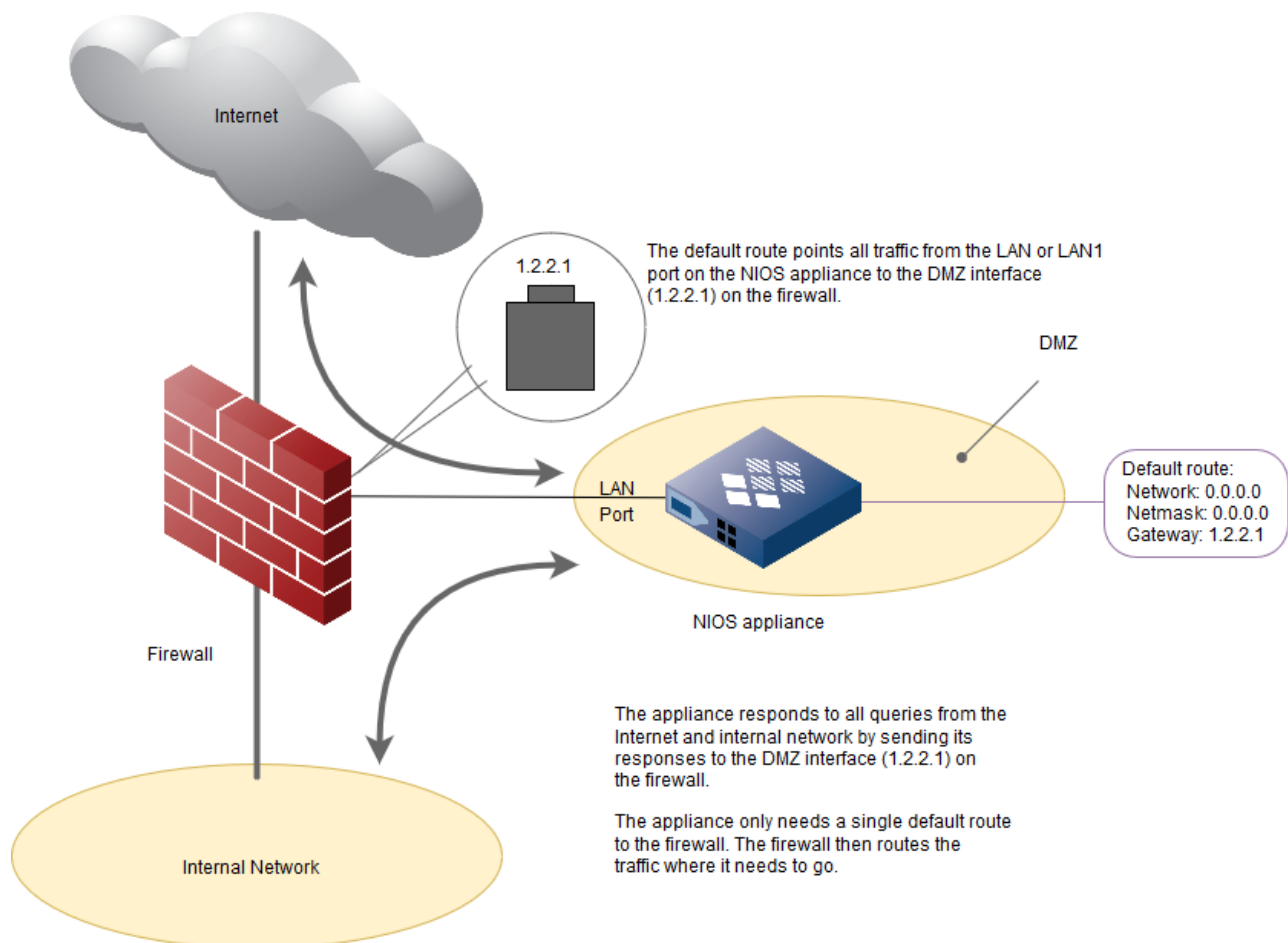 Internet
1.2.2.1
The default route points all traffic from the LAN or LAN1
port on the NIOS appliance to the DMZ interface
(1.2.2.1) on the firewall.
DMZ
LAN
Port
Default route:
Network: 0.0.0.0
Netmask: 0.0.0.0
Gateway: 1.2.2.1
NIOS appliance
Firewall
The appliance responds to all queries from the
Internet and internal network by sending its
responses to the DMZ interface (1.2.2.1) on
the firewall.
The appliance only needs a single default route
to the firewall. The firewall then routes the
traffic where it needs to go.
Internal Network